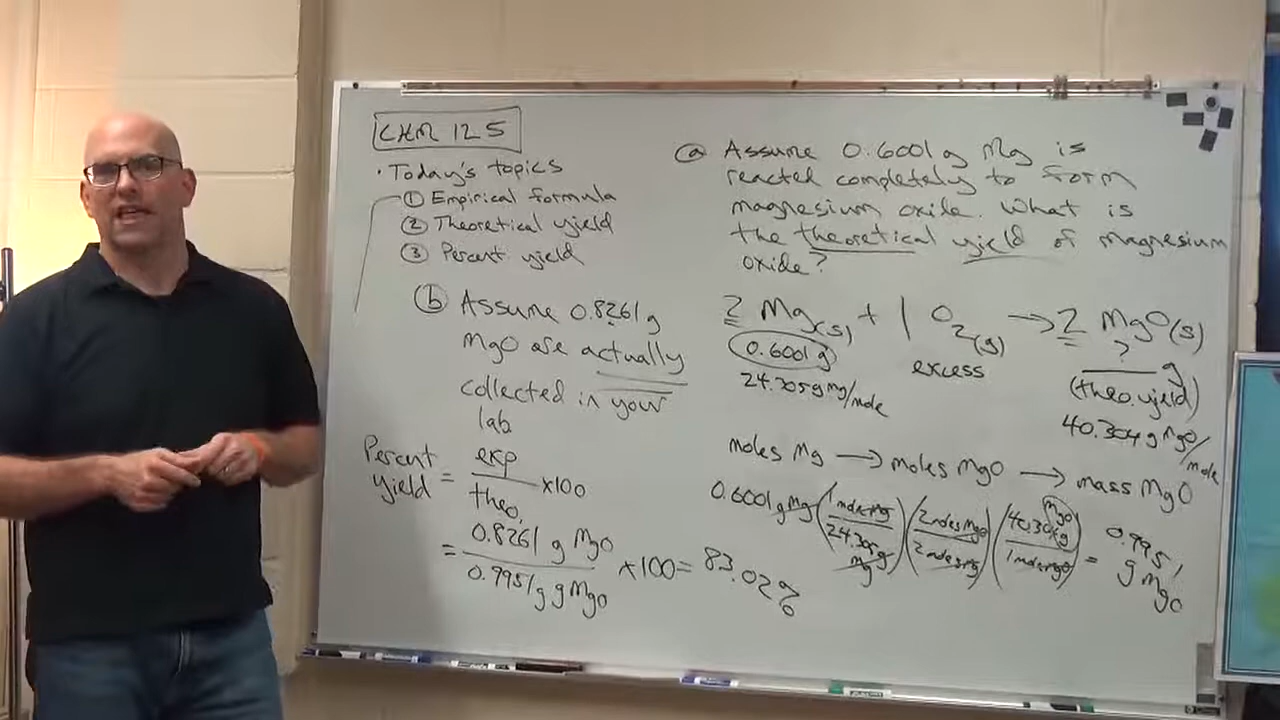 CHM 125
• Today's topics
① Empirical formula
② Theoretical yield
③ Percent yield
ⓑ Assume 0.8261 g
MgO are actually
collected in your
lab
Percent yield = exp / theo. x100
= 0.8261 g MgO / 0.9951 g g MgO x100 = 83.02%
ⓐ Assume 0.6001 g Mg is
reacted completely to form
magnesium oxide. What is
the theoretical yield of magnesium
oxide?
2 Mg(s) + 1 O2(g) → 2 MgO(s)
0.6001 g excess ? g
24.305 g mg/mole (theo. yield)
40.304 g MgO/mole
moles Mg → moles MgO → mass MgO
0.6001 g Mg (1 moles Mg / 24.305 g Mg) (2 moles MgO / 2 moles Mg) (40.304 g MgO / 1 moles MgO) = 0.9951 g MgO